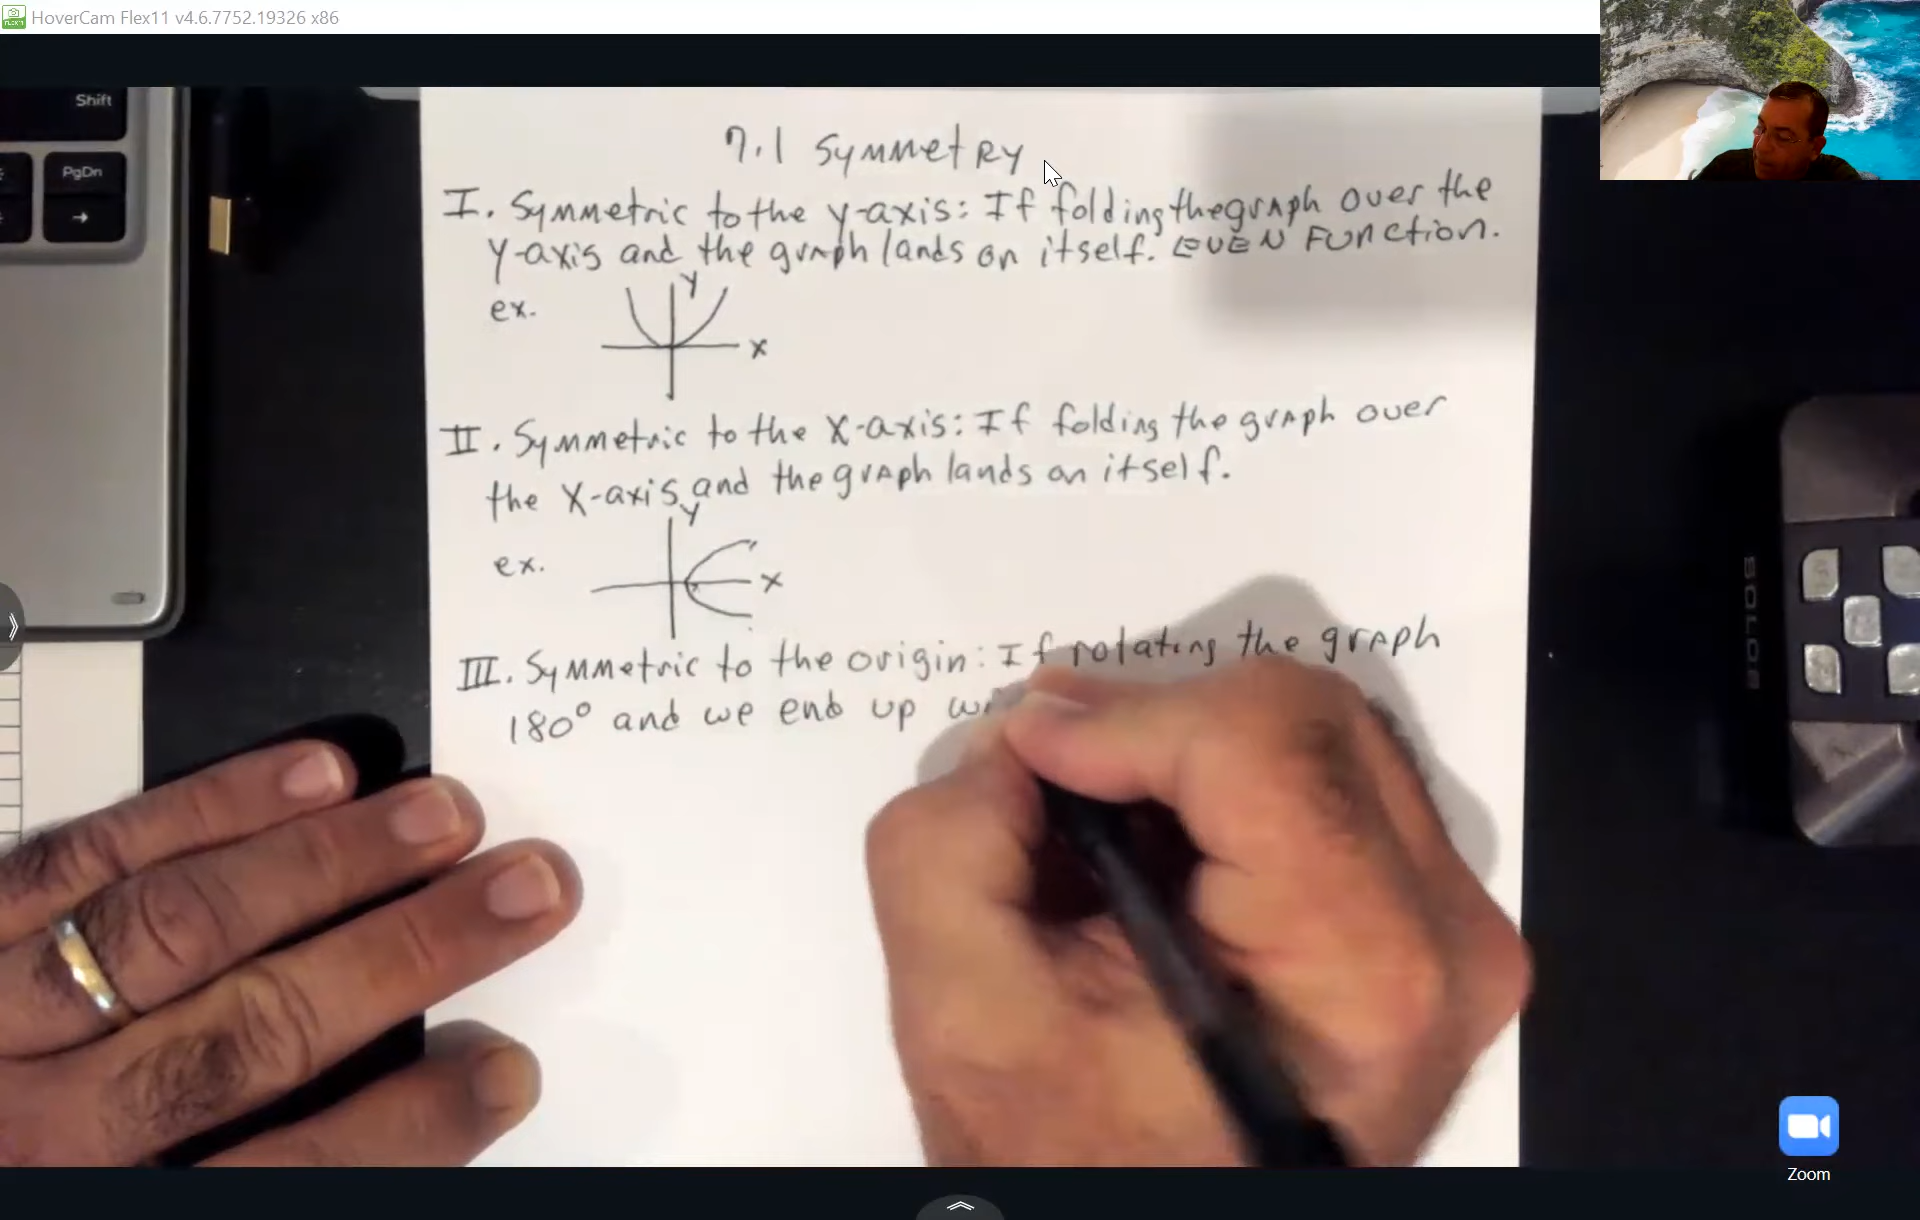 HoverCam Flex11 v4.6.7752.19326 x86
Shift
PgDn
7.1 Symmetry
I. Symmetric to the y-axis: If folding the graph over the
y-axis and the graph lands on itself. EVEN Function.
ex.
y
x
II. Symmetric to the X-axis: If folding the graph over
the X-axis and the graph lands on itself.
y
ex.
x
III. Symmetric to the origin: If rotating the graph
180° and we end up
SOLO8
Zoom